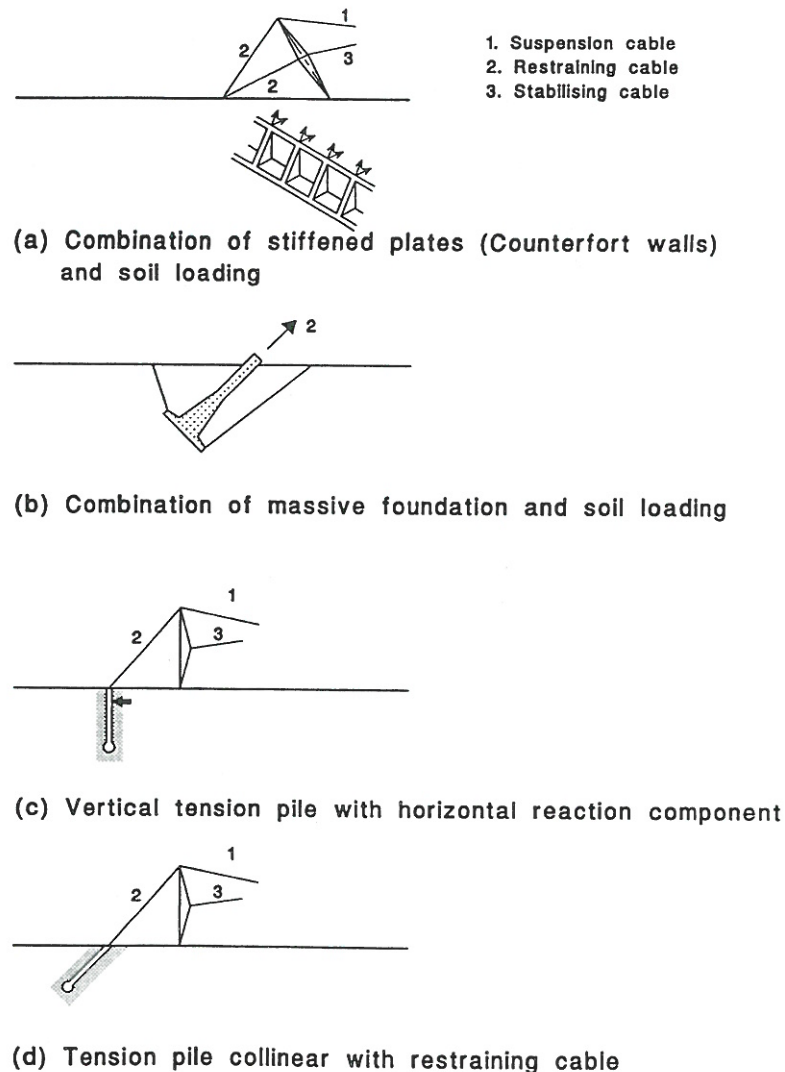 1
2
3
2
1. Suspension cable
2. Restraining cable
3. Stabilising cable
(a) Combination of stiffened plates (Counterfort walls)
and soil loading
2
(b) Combination of massive foundation and soil loading
1
2
3
(c) Vertical tension pile with horizontal reaction component
1
2
3
(d) Tension pile collinear with restraining cable